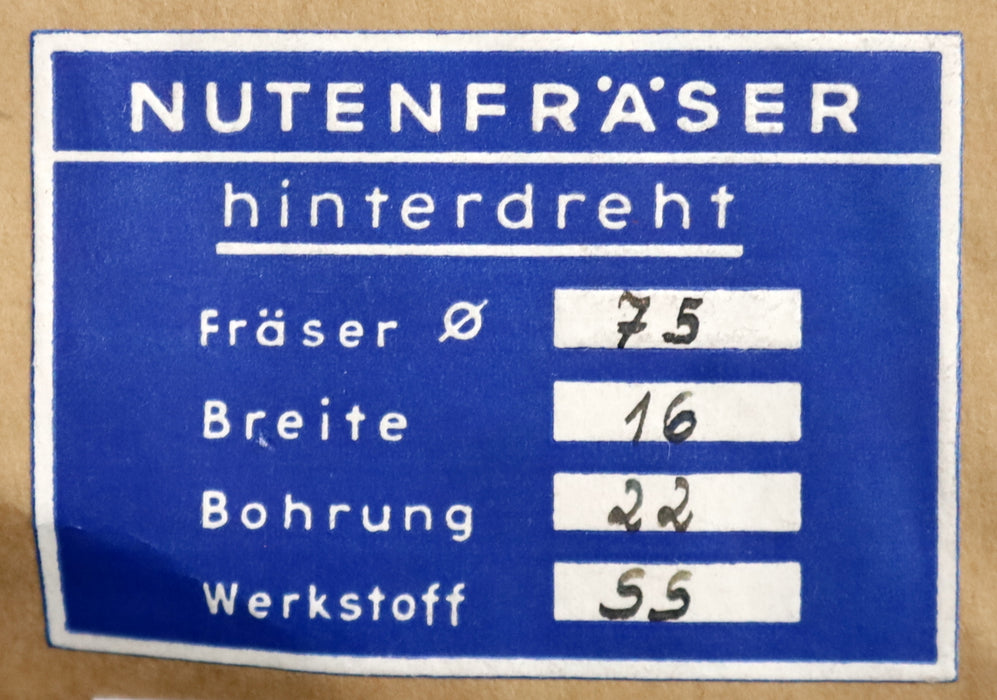 NUTENFRÄSER
hinterdreht
Fräser Ø 75
Breite 16
Bohrung 22
Werkstoff SS